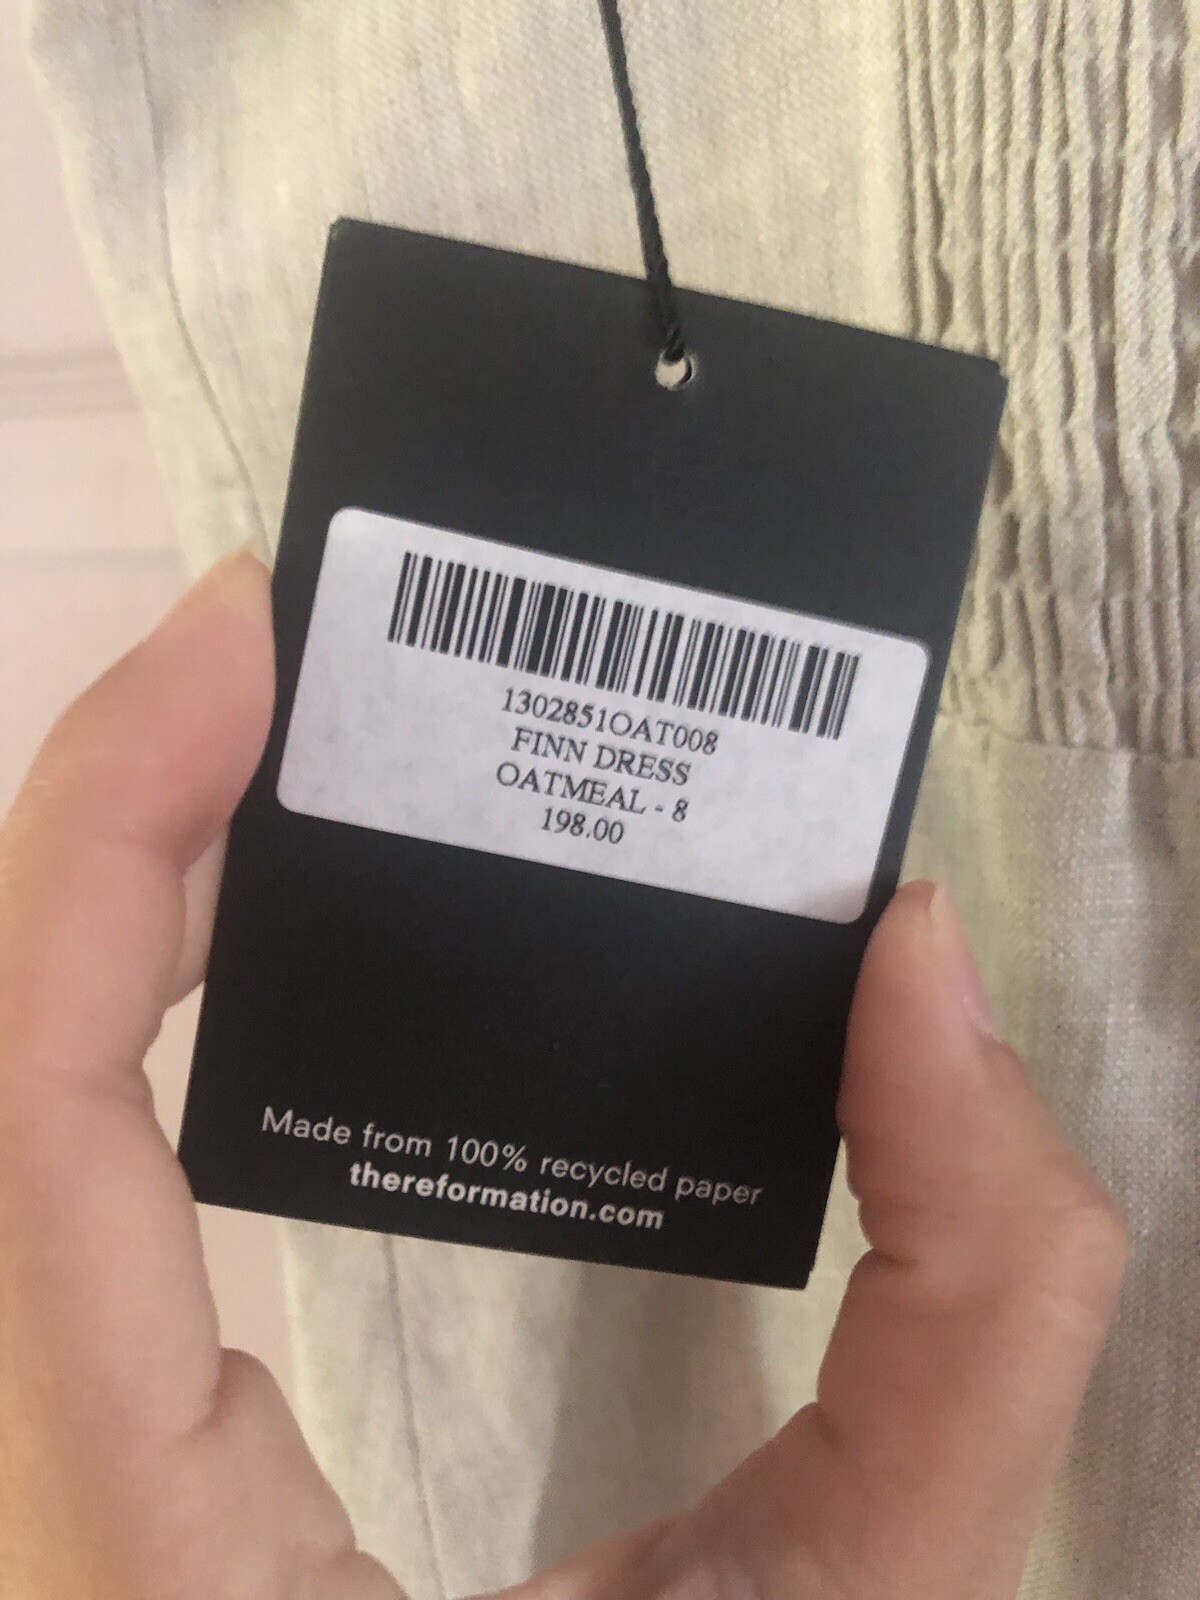 1302851OAT008
FINN DRESS
OATMEAL - 8
198.00
Made from 100% recycled paper
thereformation.com